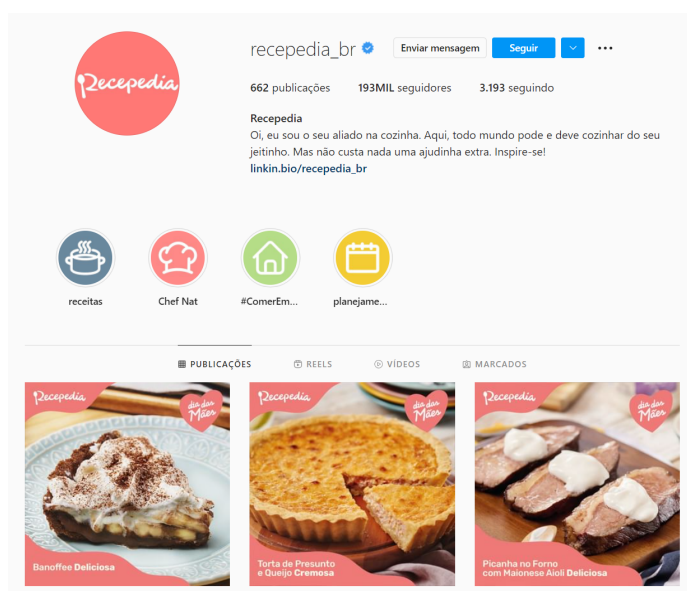 Recepedia
recepedia_br
Enviar mensagem
Seguir
662 publicações 193MIL seguidores 3.193 seguindo
Recepedia
Oi, eu sou o seu aliado na cozinha. Aqui, todo mundo pode e deve cozinhar do seu
jeitinho. Mas não custa nada uma ajudinha extra. Inspire-se!
linkin.bio/recepedia_br
receitas
Chef Nat
#ComerEm...
planejame...
PUBLICAÇÕES
REELS
VÍDEOS
MARCADOS
Recepedia
dia das
Mães
Banoffee Deliciosa
Recepedia
dia das
Mães
Torta de Presunto
e Queijo Cremosa
Recepedia
dia das
Mães
Picanha no Forno
com Maionese Aioli Deliciosa